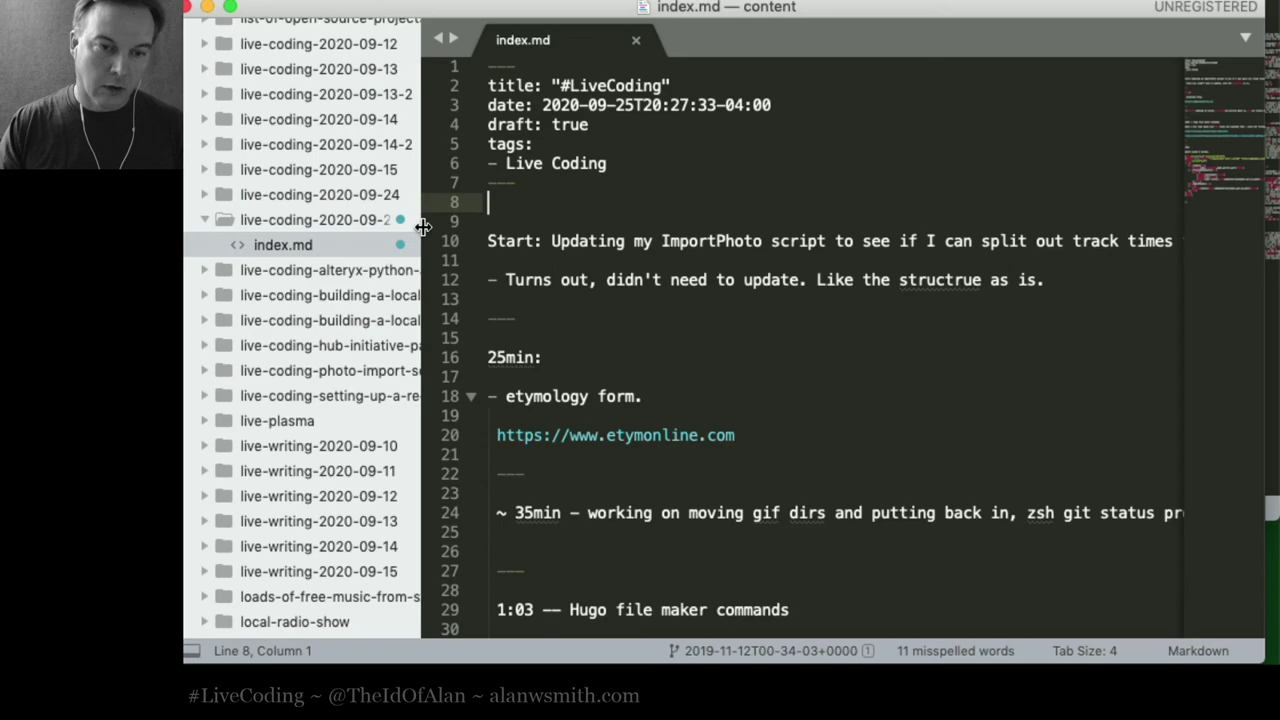 index.md — content
UNREGISTERED
list-of-open-source-project
live-coding-2020-09-12
live-coding-2020-09-13
live-coding-2020-09-13-2
live-coding-2020-09-14
live-coding-2020-09-14-2
live-coding-2020-09-15
live-coding-2020-09-24
live-coding-2020-09-2
index.md
live-coding-alteryx-python-
live-coding-building-a-local
live-coding-building-a-local
live-coding-hub-initiative-pa
live-coding-photo-import-s
live-coding-setting-up-a-re
live-plasma
live-writing-2020-09-10
live-writing-2020-09-11
live-writing-2020-09-12
live-writing-2020-09-13
live-writing-2020-09-14
live-writing-2020-09-15
loads-of-free-music-from-s
local-radio-show
index.md
1 ---
2 title: "#LiveCoding"
3 date: 2020-09-25T20:27:33-04:00
4 draft: true
5 tags:
6 - Live Coding
7 ---
8
9
10 Start: Updating my ImportPhoto script to see if I can split out track times
11
12 - Turns out, didn't need to update. Like the structrue as is.
13
14 ---
15
16 25min:
17
18 - etymology form.
19
20 https://www.etymonline.com
21
22 ---
23
24 ~ 35min - working on moving gif dirs and putting back in, zsh git status pr
25
26
27 ---
28
29 1:03 -- Hugo file maker commands
30
Line 8, Column 1
2019-11-12T00-34-03+0000 1
11 misspelled words
Tab Size: 4
Markdown
#LiveCoding ~ @TheIdOfAlan ~ alanwsmith.com